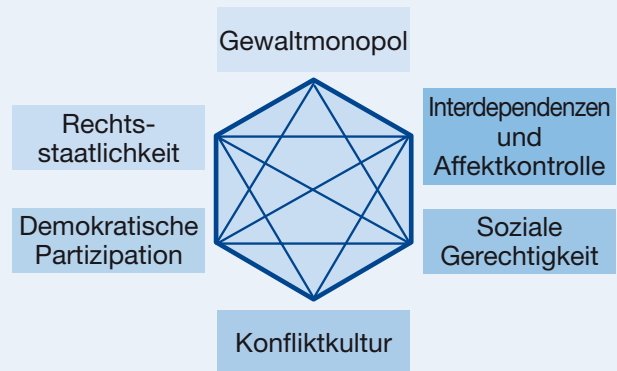 Gewaltmonopol
Rechts-
staatlichkeit
Interdependenzen
und
Affektkontrolle
Demokratische
Partizipation
Soziale
Gerechtigkeit
Konfliktkultur